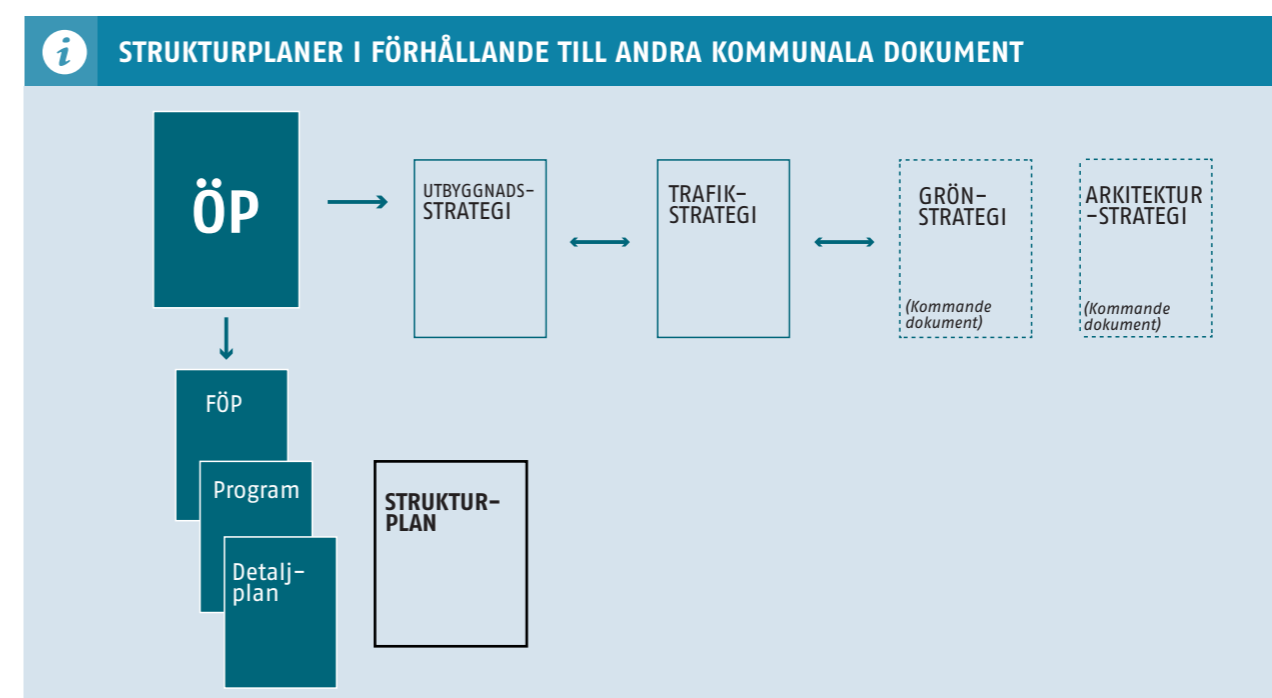 i
STRUKTURPLANER I FÖRHÅLLANDE TILL ANDRA KOMMUNALA DOKUMENT
ÖP
UTBYGGNADS-
STRATEGI
TRAFIK-
STRATEGI
GRÖN-
STRATEGI
(Kommande
dokument)
ARKITEKTUR
-STRATEGI
(Kommande
dokument)
FÖP
Program
Detalj-
plan
STRUKTUR-
PLAN